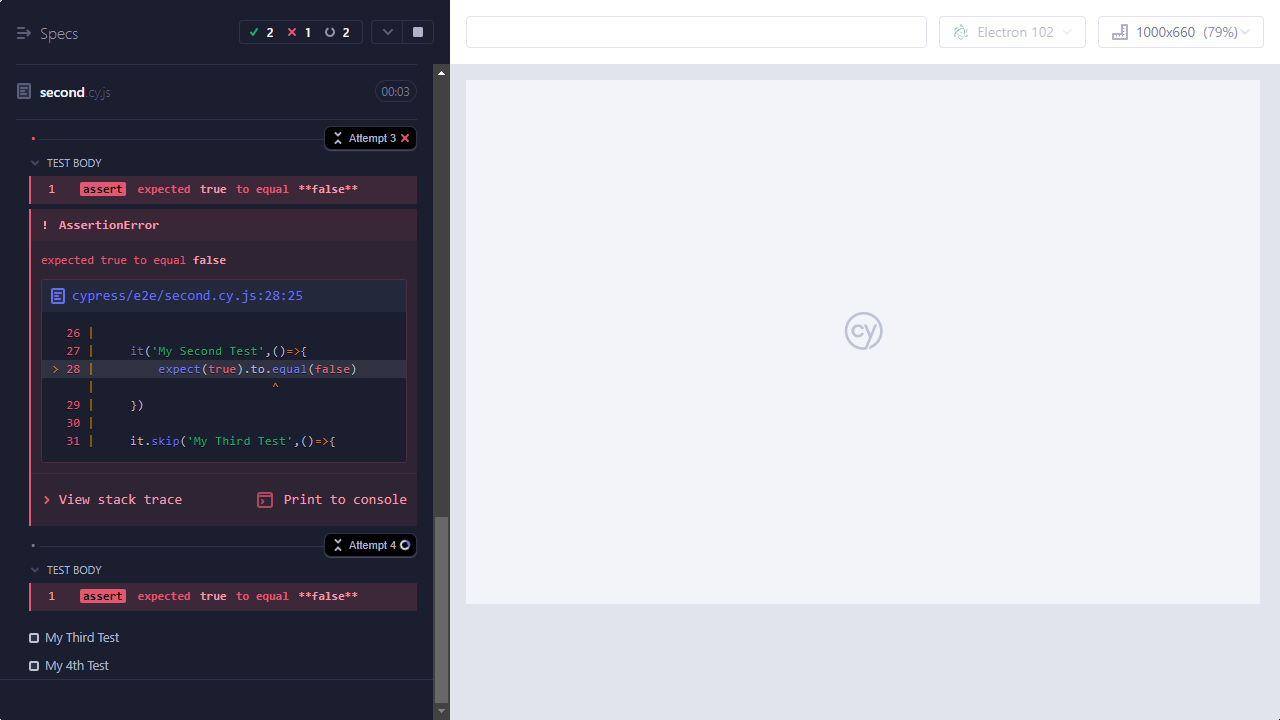 Specs
2
1
2
second.cy.js
00:03
Attempt 3
TEST BODY
1 assert expected true to equal **false**
! AssertionError
expected true to equal false
cypress/e2e/second.cy.js:28:25
26 |
27 | it('My Second Test',()=>{
> 28 | expect(true).to.equal(false)
| ^
29 | })
30 |
31 | it.skip('My Third Test',()=>{
View stack trace
Print to console
Attempt 4
TEST BODY
1 assert expected true to equal **false**
My Third Test
My 4th Test
Electron 102
1000x660 (79%)
cy